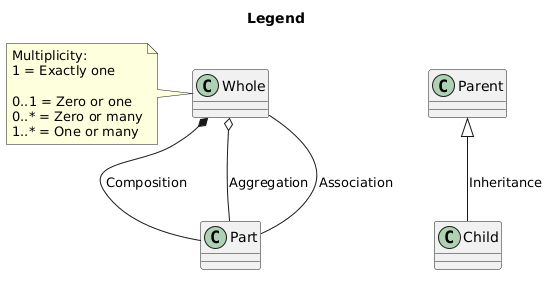 Legend
Multiplicity:
1 = Exactly one
0..1 = Zero or one
0..* = Zero or many
1..* = One or many
C Whole
C Parent
Composition
Aggregation
Association
Inheritance
C Part
C Child